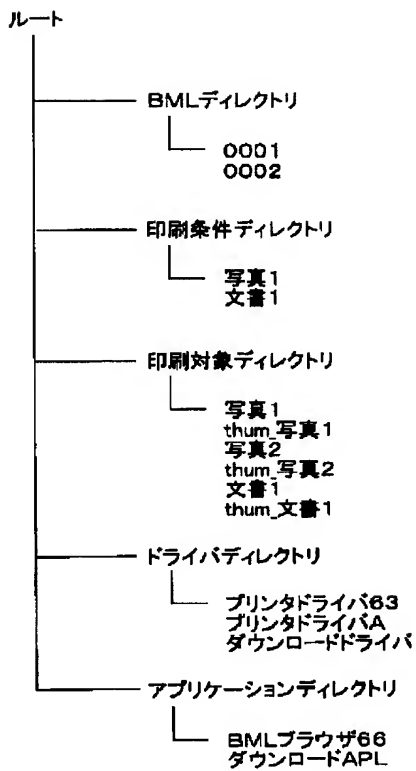 ルート
BMLディレクトリ
0001
0002
印刷条件ディレクトリ
写真1
文書1
印刷対象ディレクトリ
写真1
thum_写真1
写真2
thum_写真2
文書1
thum_文書1
ドライバディレクトリ
プリンタドライバ63
プリンタドライバA
ダウンロードドライバ
アプリケーションディレクトリ
BMLブラウザ66
ダウンロードAPL